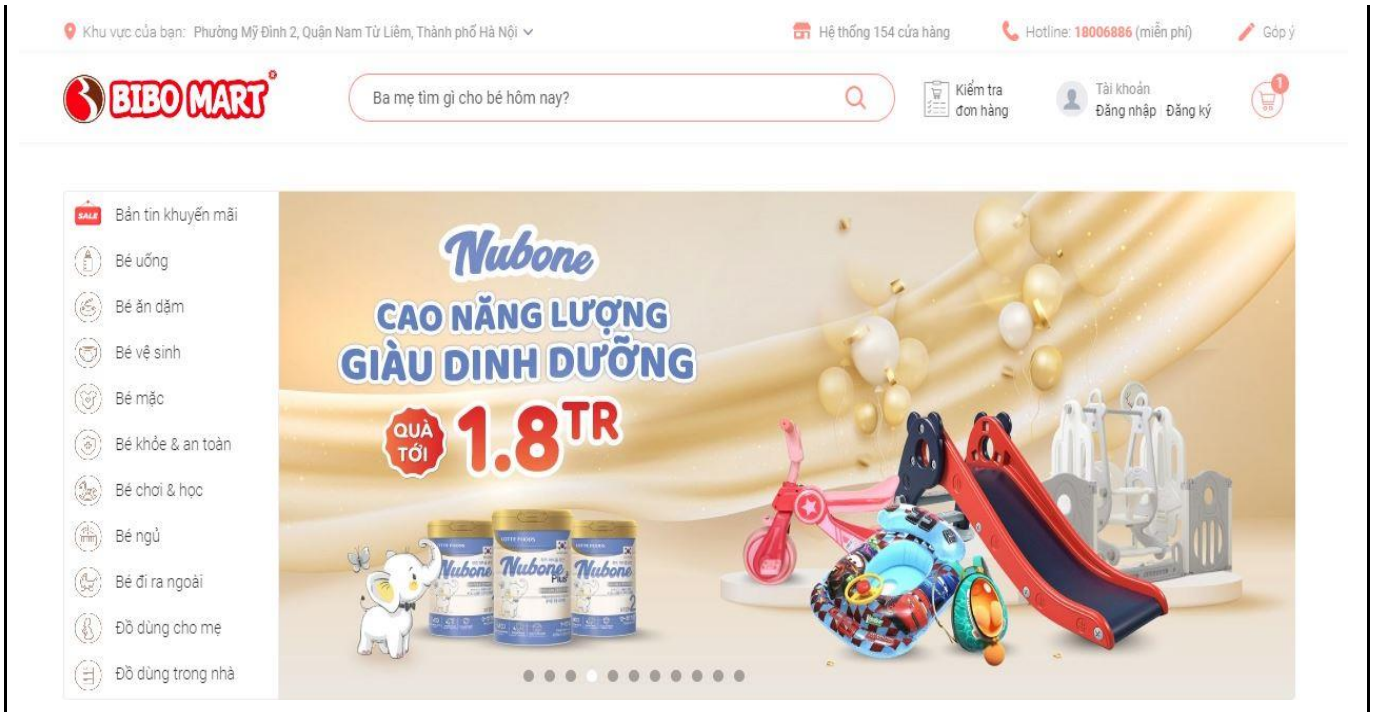 Khu vực của bạn: Phường Mỹ Đình 2, Quận Nam Từ Liêm, Thành phố Hà Nội
Hệ thống 154 cửa hàng
Hotline: 18006886 (miễn phí)
Góp ý
BIBO MART
Ba mẹ tìm gì cho bé hôm nay?
Kiểm tra
đơn hàng
Tài khoản
Đăng nhập Đăng ký
1
SALE Bản tin khuyến mãi
Bé uống
Bé ăn dặm
Bé vệ sinh
Bé mặc
Bé khỏe & an toàn
Bé chơi & học
Bé ngủ
Bé đi ra ngoài
Đồ dùng cho mẹ
Đồ dùng trong nhà
Nubone
CAO NĂNG LƯỢNG
GIÀU DINH DƯỠNG
QUÀ
TỚI
1.8TR
LOTTE FOODS
Nubone
Nubone
Plus+
Nubone
2